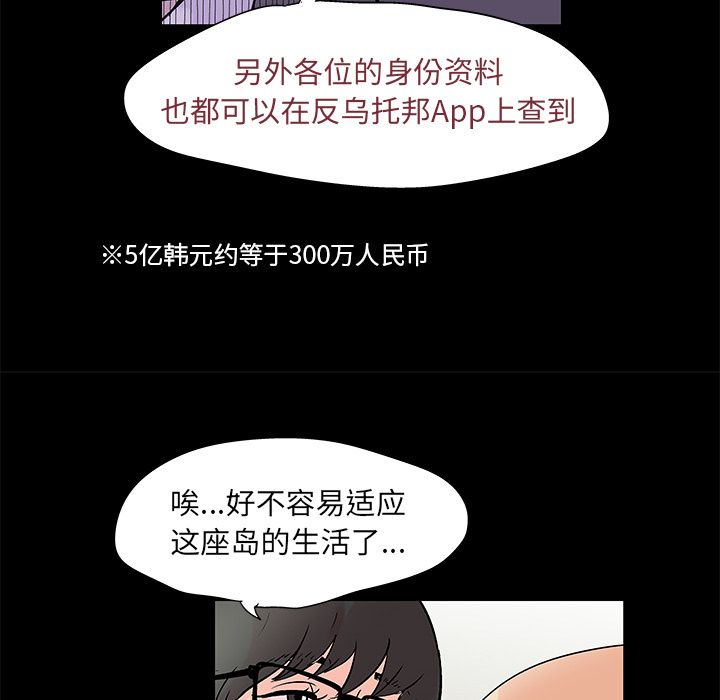 另外各位的身份资料
也都可以在反乌托邦App上查到
※5亿韩元约等于300万人民币
唉...好不容易适应
这座岛的生活了...